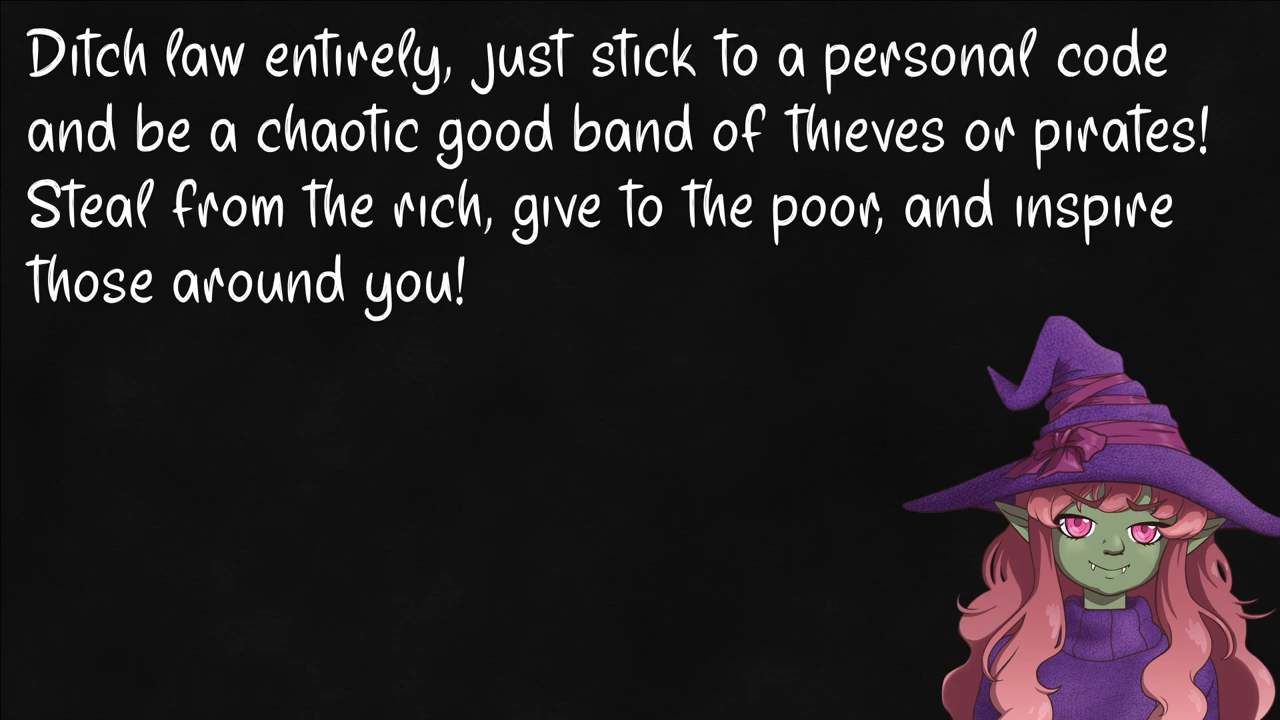 Ditch law entirely, just stick to a personal code
and be a chaotic good band of thieves or pirates!
Steal from the rich, give to the poor, and inspire
those around you!